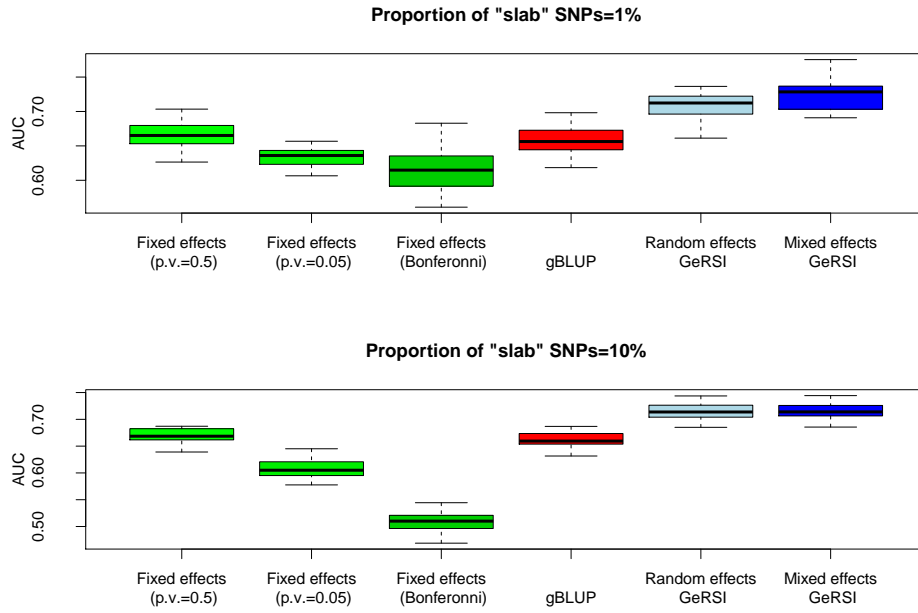 Proportion of "slab" SNPs=1%
AUC
0.70
0.60
Fixed effects (p.v.=0.5)
Fixed effects (p.v.=0.05)
Fixed effects (Bonferonni)
gBLUP
Random effects GeRSI
Mixed effects GeRSI
Proportion of "slab" SNPs=10%
AUC
0.70
0.60
0.50
Fixed effects (p.v.=0.5)
Fixed effects (p.v.=0.05)
Fixed effects (Bonferonni)
gBLUP
Random effects GeRSI
Mixed effects GeRSI